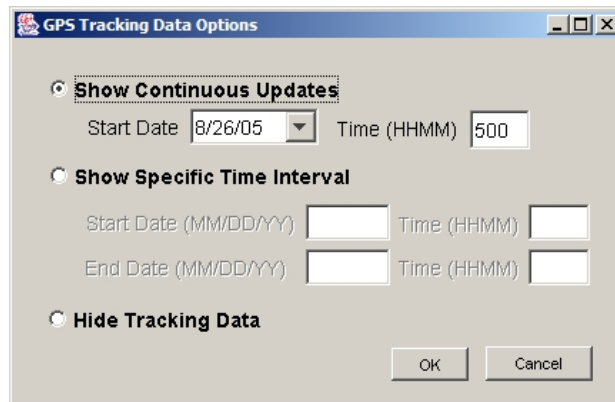 GPS Tracking Data Options
Show Continuous Updates
Start Date 8/26/05 Time (HHMM) 500
Show Specific Time Interval
Start Date (MM/DD/YY) Time (HHMM)
End Date (MM/DD/YY) Time (HHMM)
Hide Tracking Data
OK Cancel